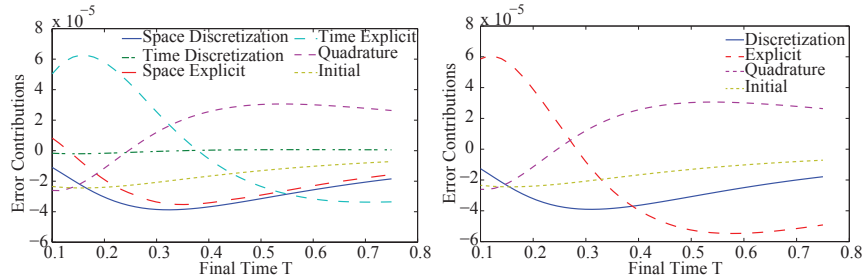 x 10⁻⁵
8
6
4
2
0
−2
−4
−6
0.1 0.2 0.3 0.4 0.5 0.6 0.7 0.8
Final Time T
Error Contributions
Space Discretization
Time Discretization
Space Explicit
Time Explicit
Quadrature
Initial
x 10⁻⁵
8
6
4
2
0
−2
−4
−6
0.1 0.2 0.3 0.4 0.5 0.6 0.7 0.8
Final Time T
Error Contributions
Discretization
Explicit
Quadrature
Initial